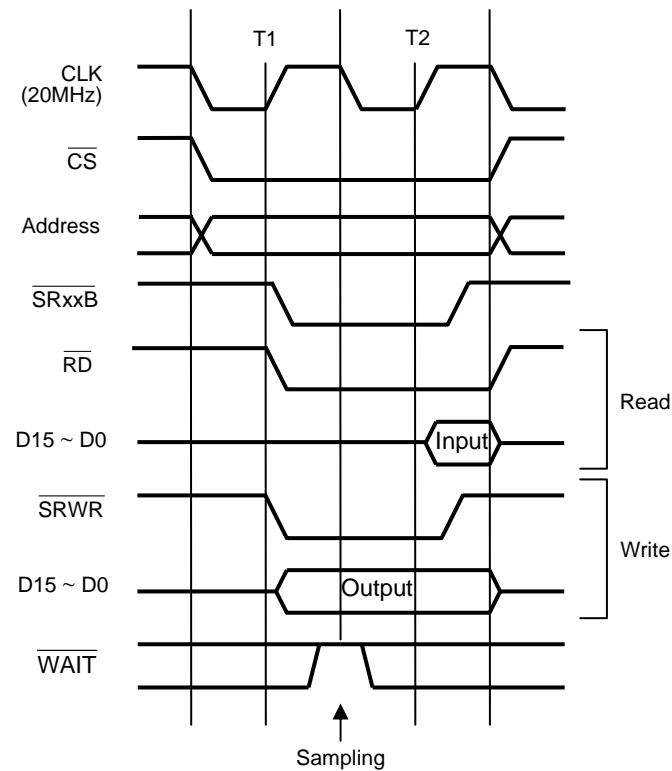 T1
T2
CLK
(20MHz)
CS
Address
SRxxB
RD
Read
D15 ~ D0
Input
SRWR
Write
D15 ~ D0
Output
WAIT
Sampling